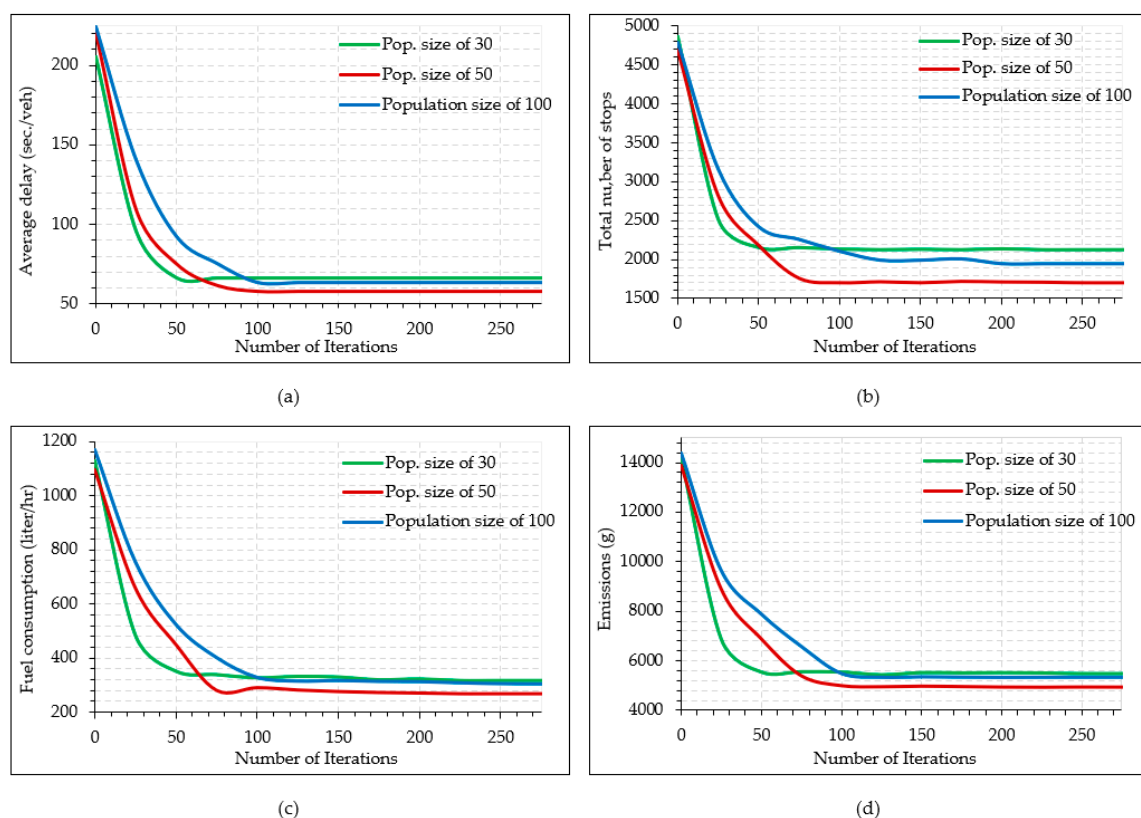 Average delay (sec./veh)
200
150
100
50
Pop. size of 30
Pop. size of 50
Population size of 100
0 50 100 150 200 250
Number of Iterations
(a)
Total nu,ber of stops
5000
4500
4000
3500
3000
2500
2000
1500
Pop. size of 30
Pop. size of 50
Population size of 100
0 50 100 150 200 250
Number of Iterations
(b)
Fuel consumption (liter/hr)
1200
1000
800
600
400
200
Pop. size of 30
Pop. size of 50
Population size of 100
0 50 100 150 200 250
Number of Iterations
(c)
Emissions (g)
14000
12000
10000
8000
6000
4000
Pop. size of 30
Pop. size of 50
Population size of 100
0 50 100 150 200 250
Number of Iterations
(d)